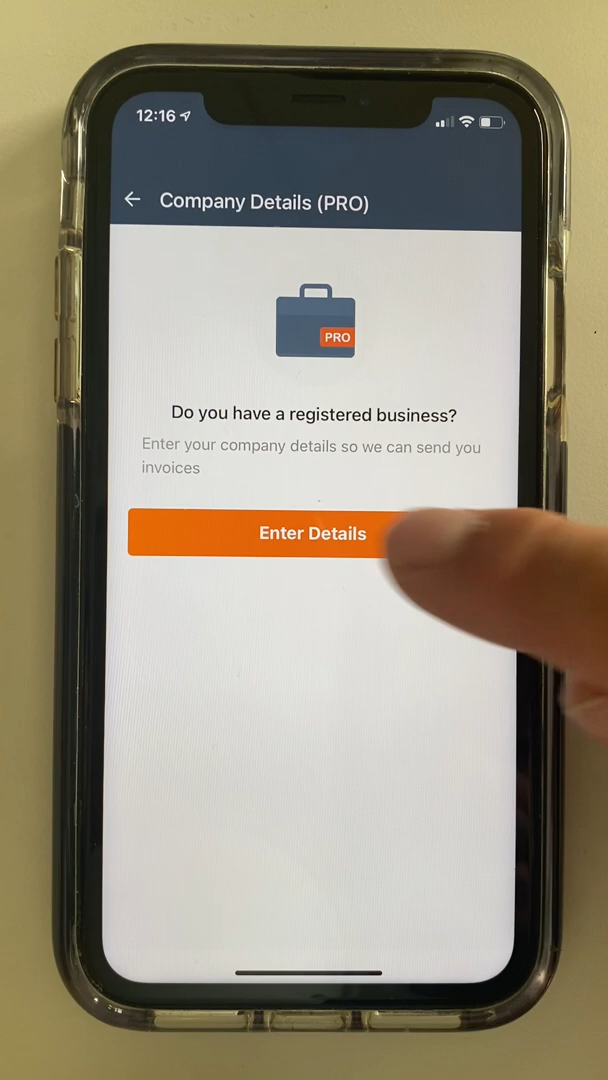 12:16
Company Details (PRO)
PRO
Do you have a registered business?
Enter your company details so we can send you
invoices
Enter Details